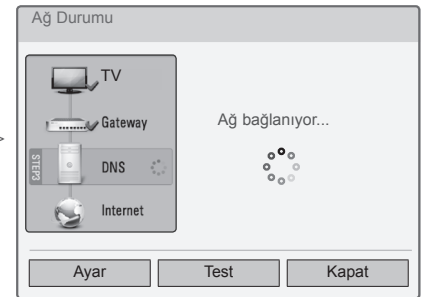 Ağ Durumu
TV
Gateway
STEP3
DNS
Internet
Ağ bağlanıyor...
Ayar
Test
Kapat